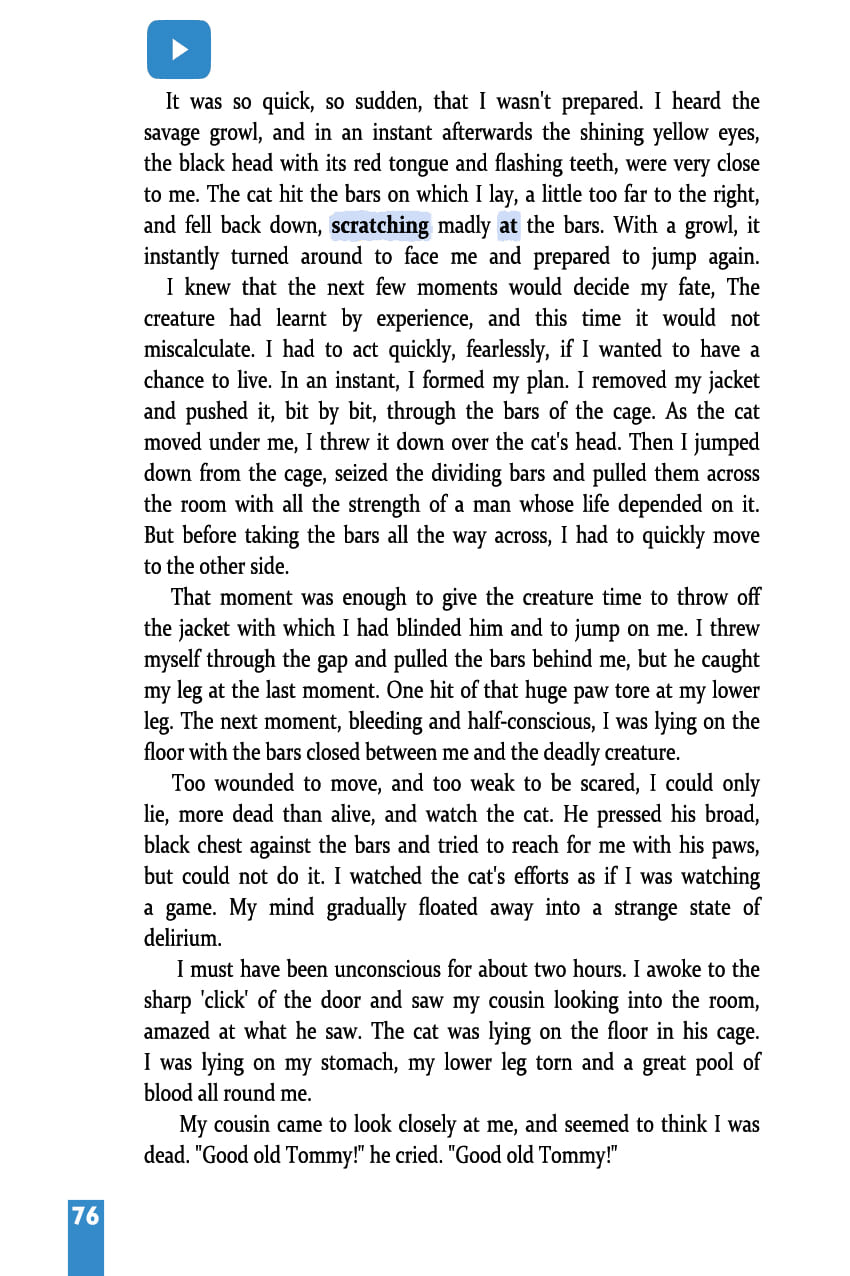 It was so quick, so sudden, that I wasn't prepared. I heard the
savage growl, and in an instant afterwards the shining yellow eyes,
the black head with its red tongue and flashing teeth, were very close
to me. The cat hit the bars on which I lay, a little too far to the right,
and fell back down, scratching madly at the bars. With a growl, it
instantly turned around to face me and prepared to jump again.
I knew that the next few moments would decide my fate, The
creature had learnt by experience, and this time it would not
miscalculate. I had to act quickly, fearlessly, if I wanted to have a
chance to live. In an instant, I formed my plan. I removed my jacket
and pushed it, bit by bit, through the bars of the cage. As the cat
moved under me, I threw it down over the cat's head. Then I jumped
down from the cage, seized the dividing bars and pulled them across
the room with all the strength of a man whose life depended on it.
But before taking the bars all the way across, I had to quickly move
to the other side.
That moment was enough to give the creature time to throw off
the jacket with which I had blinded him and to jump on me. I threw
myself through the gap and pulled the bars behind me, but he caught
my leg at the last moment. One hit of that huge paw tore at my lower
leg. The next moment, bleeding and half-conscious, I was lying on the
floor with the bars closed between me and the deadly creature.
Too wounded to move, and too weak to be scared, I could only
lie, more dead than alive, and watch the cat. He pressed his broad,
black chest against the bars and tried to reach for me with his paws,
but could not do it. I watched the cat's efforts as if I was watching
a game. My mind gradually floated away into a strange state of
delirium.
I must have been unconscious for about two hours. I awoke to the
sharp 'click' of the door and saw my cousin looking into the room,
amazed at what he saw. The cat was lying on the floor in his cage.
I was lying on my stomach, my lower leg torn and a great pool of
blood all round me.
My cousin came to look closely at me, and seemed to think I was
dead. "Good old Tommy!" he cried. "Good old Tommy!"
76